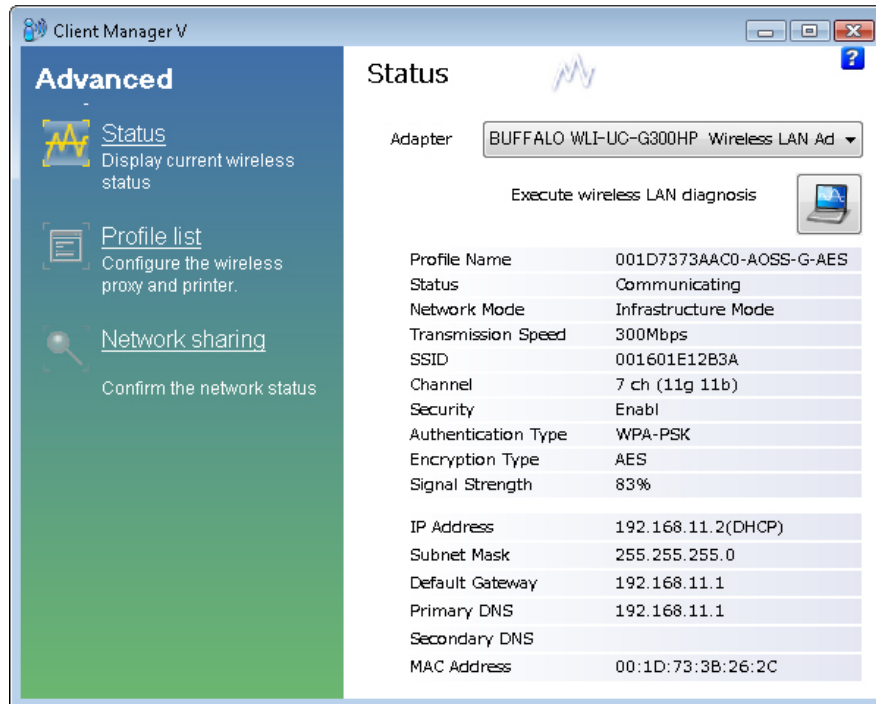 Client Manager V
Advanced
Status
Display current wireless
status
Profile list
Configure the wireless
proxy and printer.
Network sharing
Confirm the network status
Status
?
Adapter BUFFALO WLI-UC-G300HP Wireless LAN Ad
Execute wireless LAN diagnosis
Profile Name 001D7373AAC0-AOSS-G-AES
Status Communicating
Network Mode Infrastructure Mode
Transmission Speed 300Mbps
SSID 001601E12B3A
Channel 7 ch (11g 11b)
Security Enabl
Authentication Type WPA-PSK
Encryption Type AES
Signal Strength 83%
IP Address 192.168.11.2(DHCP)
Subnet Mask 255.255.255.0
Default Gateway 192.168.11.1
Primary DNS 192.168.11.1
Secondary DNS
MAC Address 00:1D:73:3B:26:2C